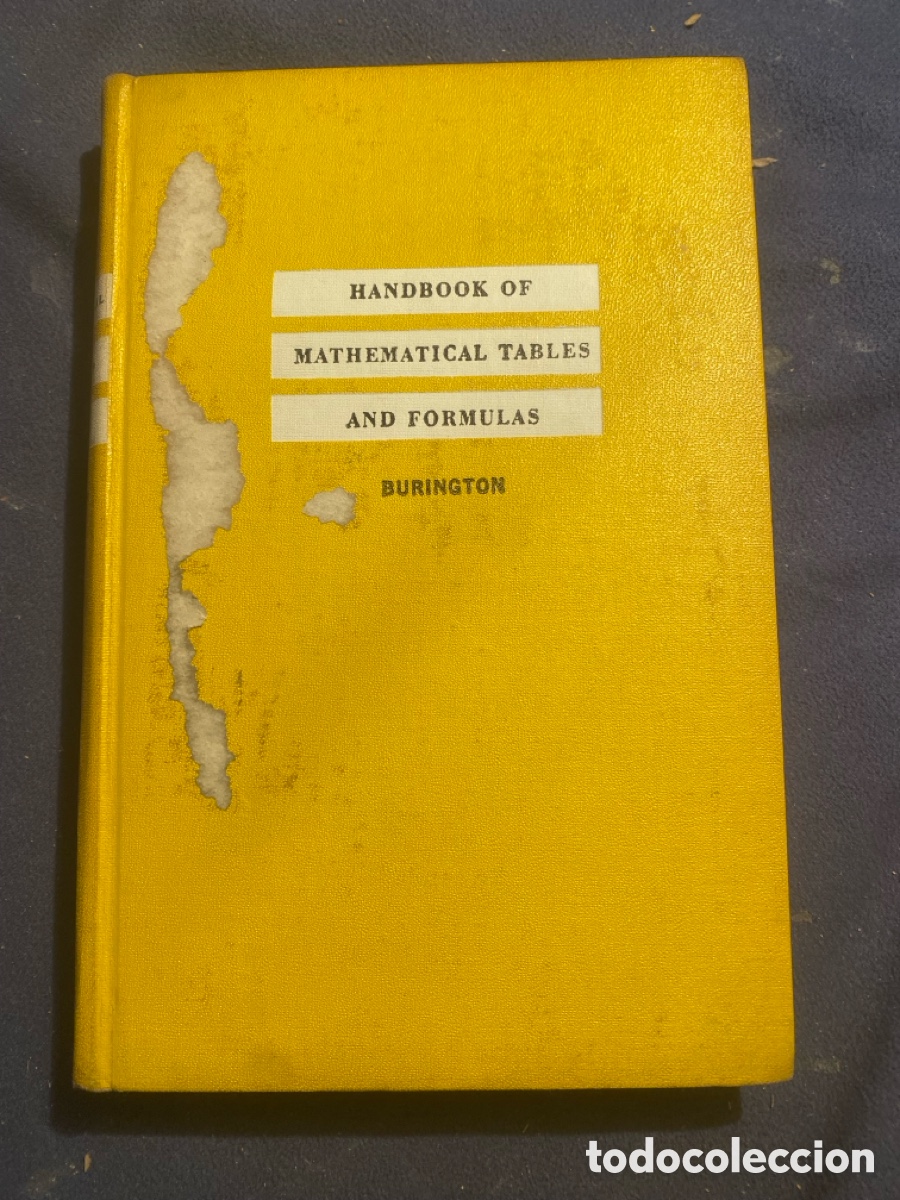 HANDBOOK OF
MATHEMATICAL TABLES
AND FORMULAS
BURINGTON
todocoleccion